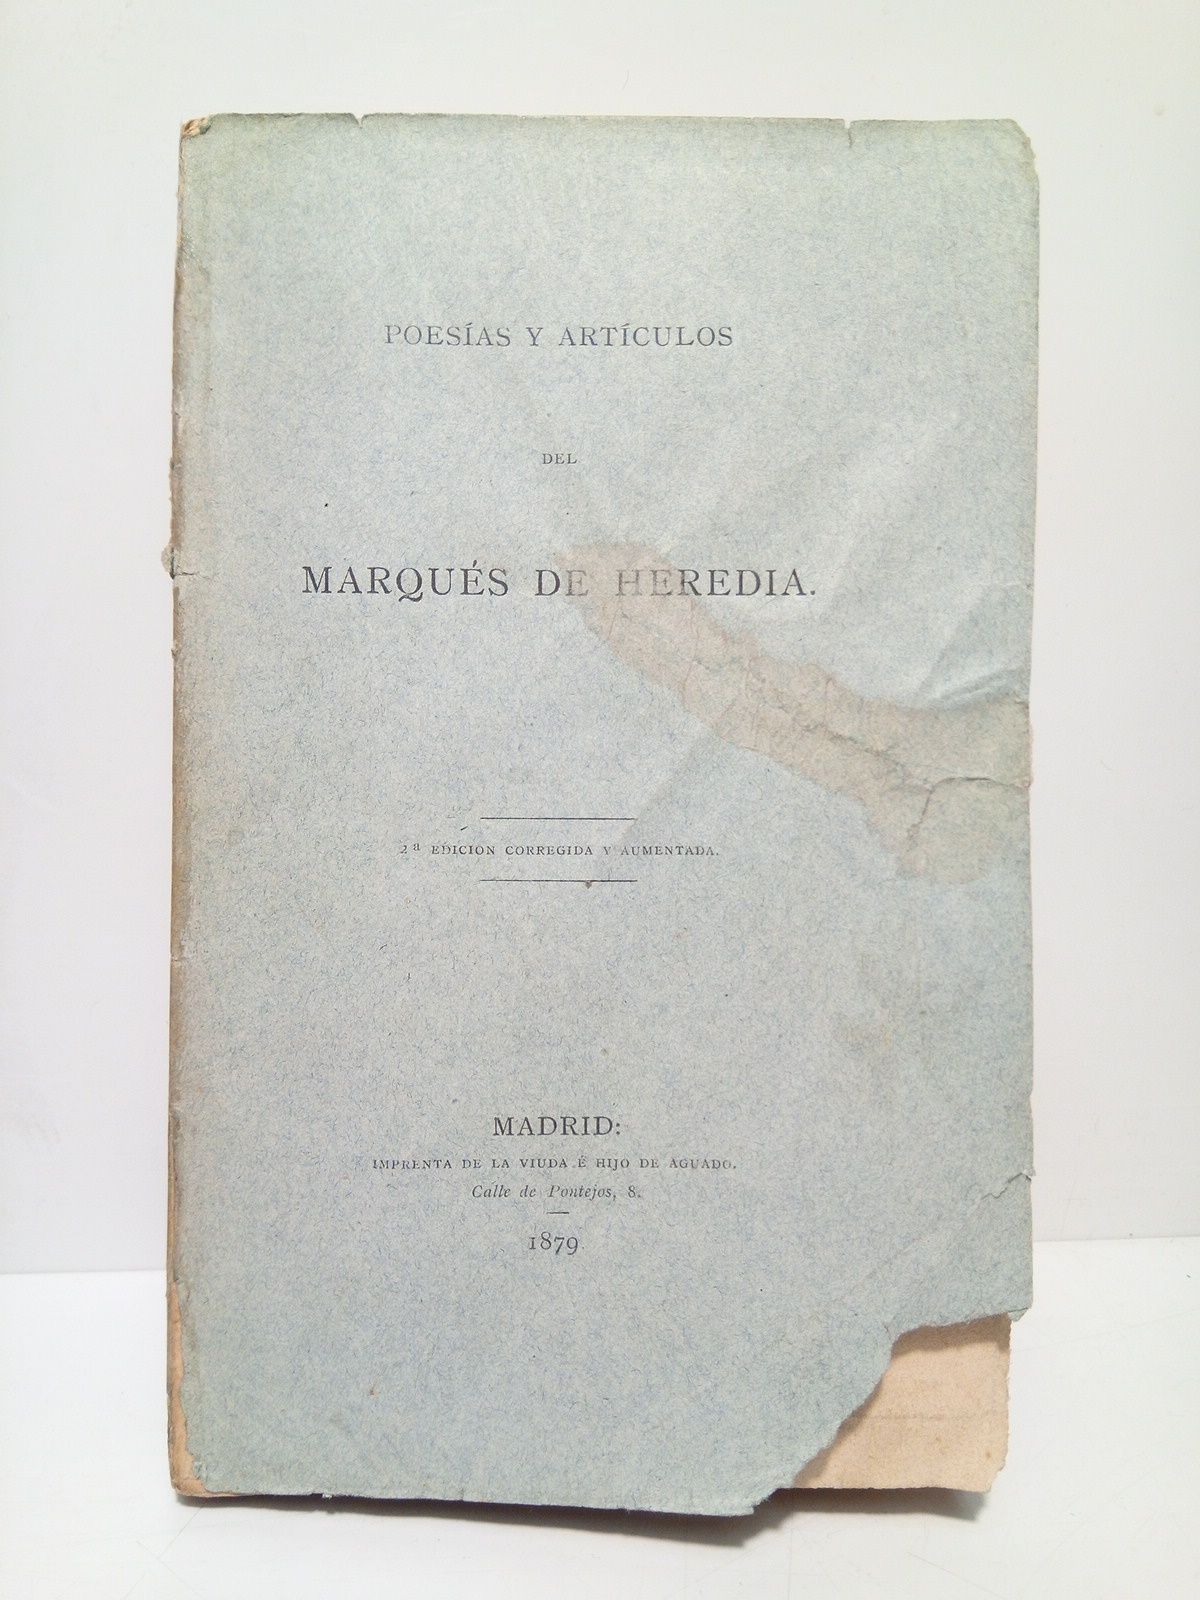 POESÍAS Y ARTÍCULOS
DEL
MARQUÉS DE HEREDIA.
2ª EDICION CORREGIDA Y AUMENTADA.
MADRID:
IMPRENTA DE LA VIUDA É HIJO DE AGUADO.
Calle de Pontejos, 8.
1879